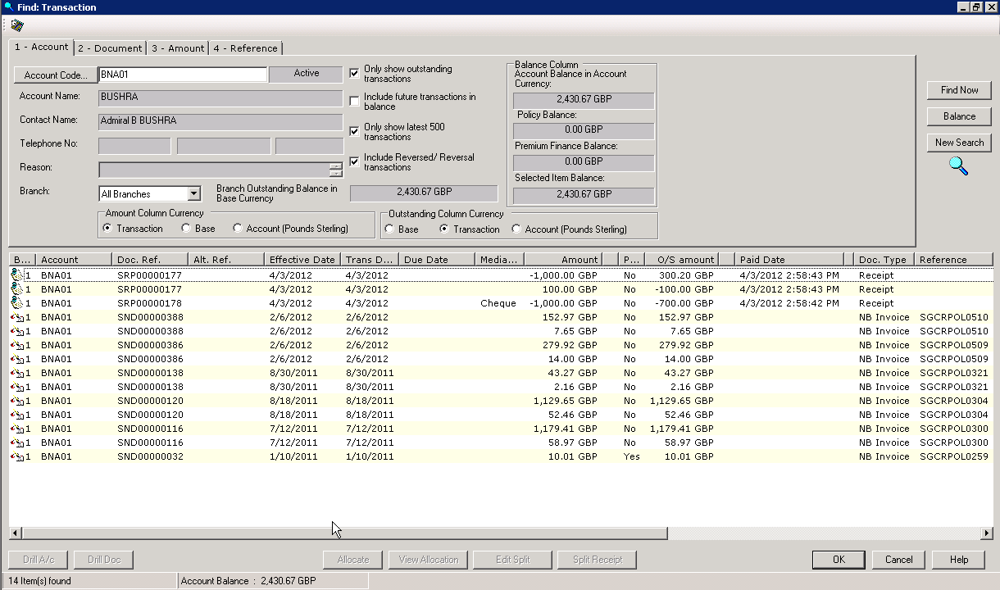 Find: Transaction
1 - Account
2 - Document
3 - Amount
4 - Reference
Account Code... BNA01 Active
Account Name: BUSHRA
Contact Name: Admiral B BUSHRA
Telephone No:
Reason:
Branch: All Branches
Only show outstanding
transactions
Include future transactions in
balance
Only show latest 500
transactions
Include Reversed/ Reversal
transactions
Branch Outstanding Balance in
Base Currency
2,430.67 GBP
Balance Column
Account Balance in Account
Currency:
2,430.67 GBP
Policy Balance:
0.00 GBP
Premium Finance Balance:
0.00 GBP
Selected Item Balance:
2,430.67 GBP
Find Now
Balance
New Search
Amount Column Currency
Transaction Base Account (Pounds Sterling)
Outstanding Column Currency
Base Transaction Account (Pounds Sterling)
B... Account Doc. Ref. Alt. Ref. Effective Date Trans D... Due Date Media... Amount P... O/S amount Paid Date Doc. Type Reference
1 BNA01 SRP00000177 4/3/2012 4/3/2012 -1,000.00 GBP No 300.20 GBP 4/3/2012 2:58:43 PM Receipt
1 BNA01 SRP00000177 4/3/2012 4/3/2012 100.00 GBP No -100.00 GBP 4/3/2012 2:58:43 PM Receipt
1 BNA01 SRP00000178 4/3/2012 4/3/2012 Cheque -1,000.00 GBP No -700.00 GBP 4/3/2012 2:58:42 PM Receipt
1 BNA01 SND00000388 2/6/2012 2/6/2012 152.97 GBP No 152.97 GBP NB Invoice SGCRPOL0510
1 BNA01 SND00000388 2/6/2012 2/6/2012 7.65 GBP No 7.65 GBP NB Invoice SGCRPOL0510
1 BNA01 SND00000386 2/6/2012 2/6/2012 279.92 GBP No 279.92 GBP NB Invoice SGCRPOL0509
1 BNA01 SND00000386 2/6/2012 2/6/2012 14.00 GBP No 14.00 GBP NB Invoice SGCRPOL0509
1 BNA01 SND00000138 8/30/2011 8/30/2011 43.27 GBP No 43.27 GBP NB Invoice SGCRPOL0321
1 BNA01 SND00000138 8/30/2011 8/30/2011 2.16 GBP No 2.16 GBP NB Invoice SGCRPOL0321
1 BNA01 SND00000120 8/18/2011 8/18/2011 1,129.65 GBP No 1,129.65 GBP NB Invoice SGCRPOL0304
1 BNA01 SND00000120 8/18/2011 8/18/2011 52.46 GBP No 52.46 GBP NB Invoice SGCRPOL0304
1 BNA01 SND00000116 7/12/2011 7/12/2011 1,179.41 GBP No 1,179.41 GBP NB Invoice SGCRPOL0300
1 BNA01 SND00000116 7/12/2011 7/12/2011 58.97 GBP No 58.97 GBP NB Invoice SGCRPOL0300
1 BNA01 SND00000032 1/10/2011 1/10/2011 10.01 GBP Yes 10.01 GBP NB Invoice SGCRPOL0259
Drill A/c Drill Doc Allocate View Allocation Edit Split Split Receipt OK Cancel Help
14 Item(s) found Account Balance : 2,430.67 GBP